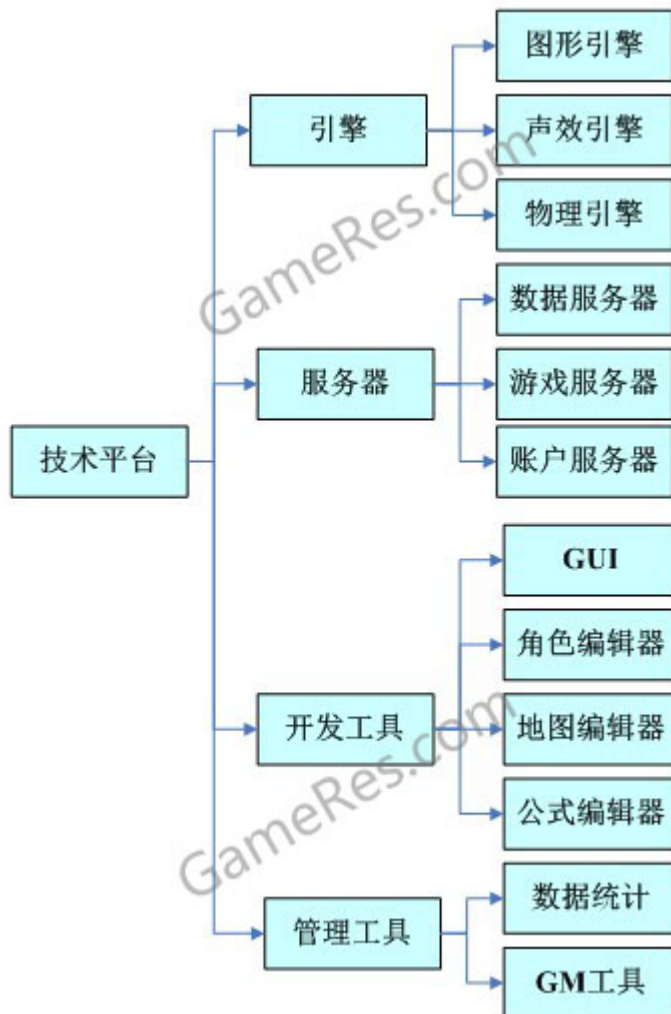 技术平台
引擎
图形引擎
声效引擎
物理引擎
服务器
数据服务器
游戏服务器
账户服务器
开发工具
GUI
角色编辑器
地图编辑器
公式编辑器
管理工具
数据统计
GM工具
GameRes.com
GameRes.com